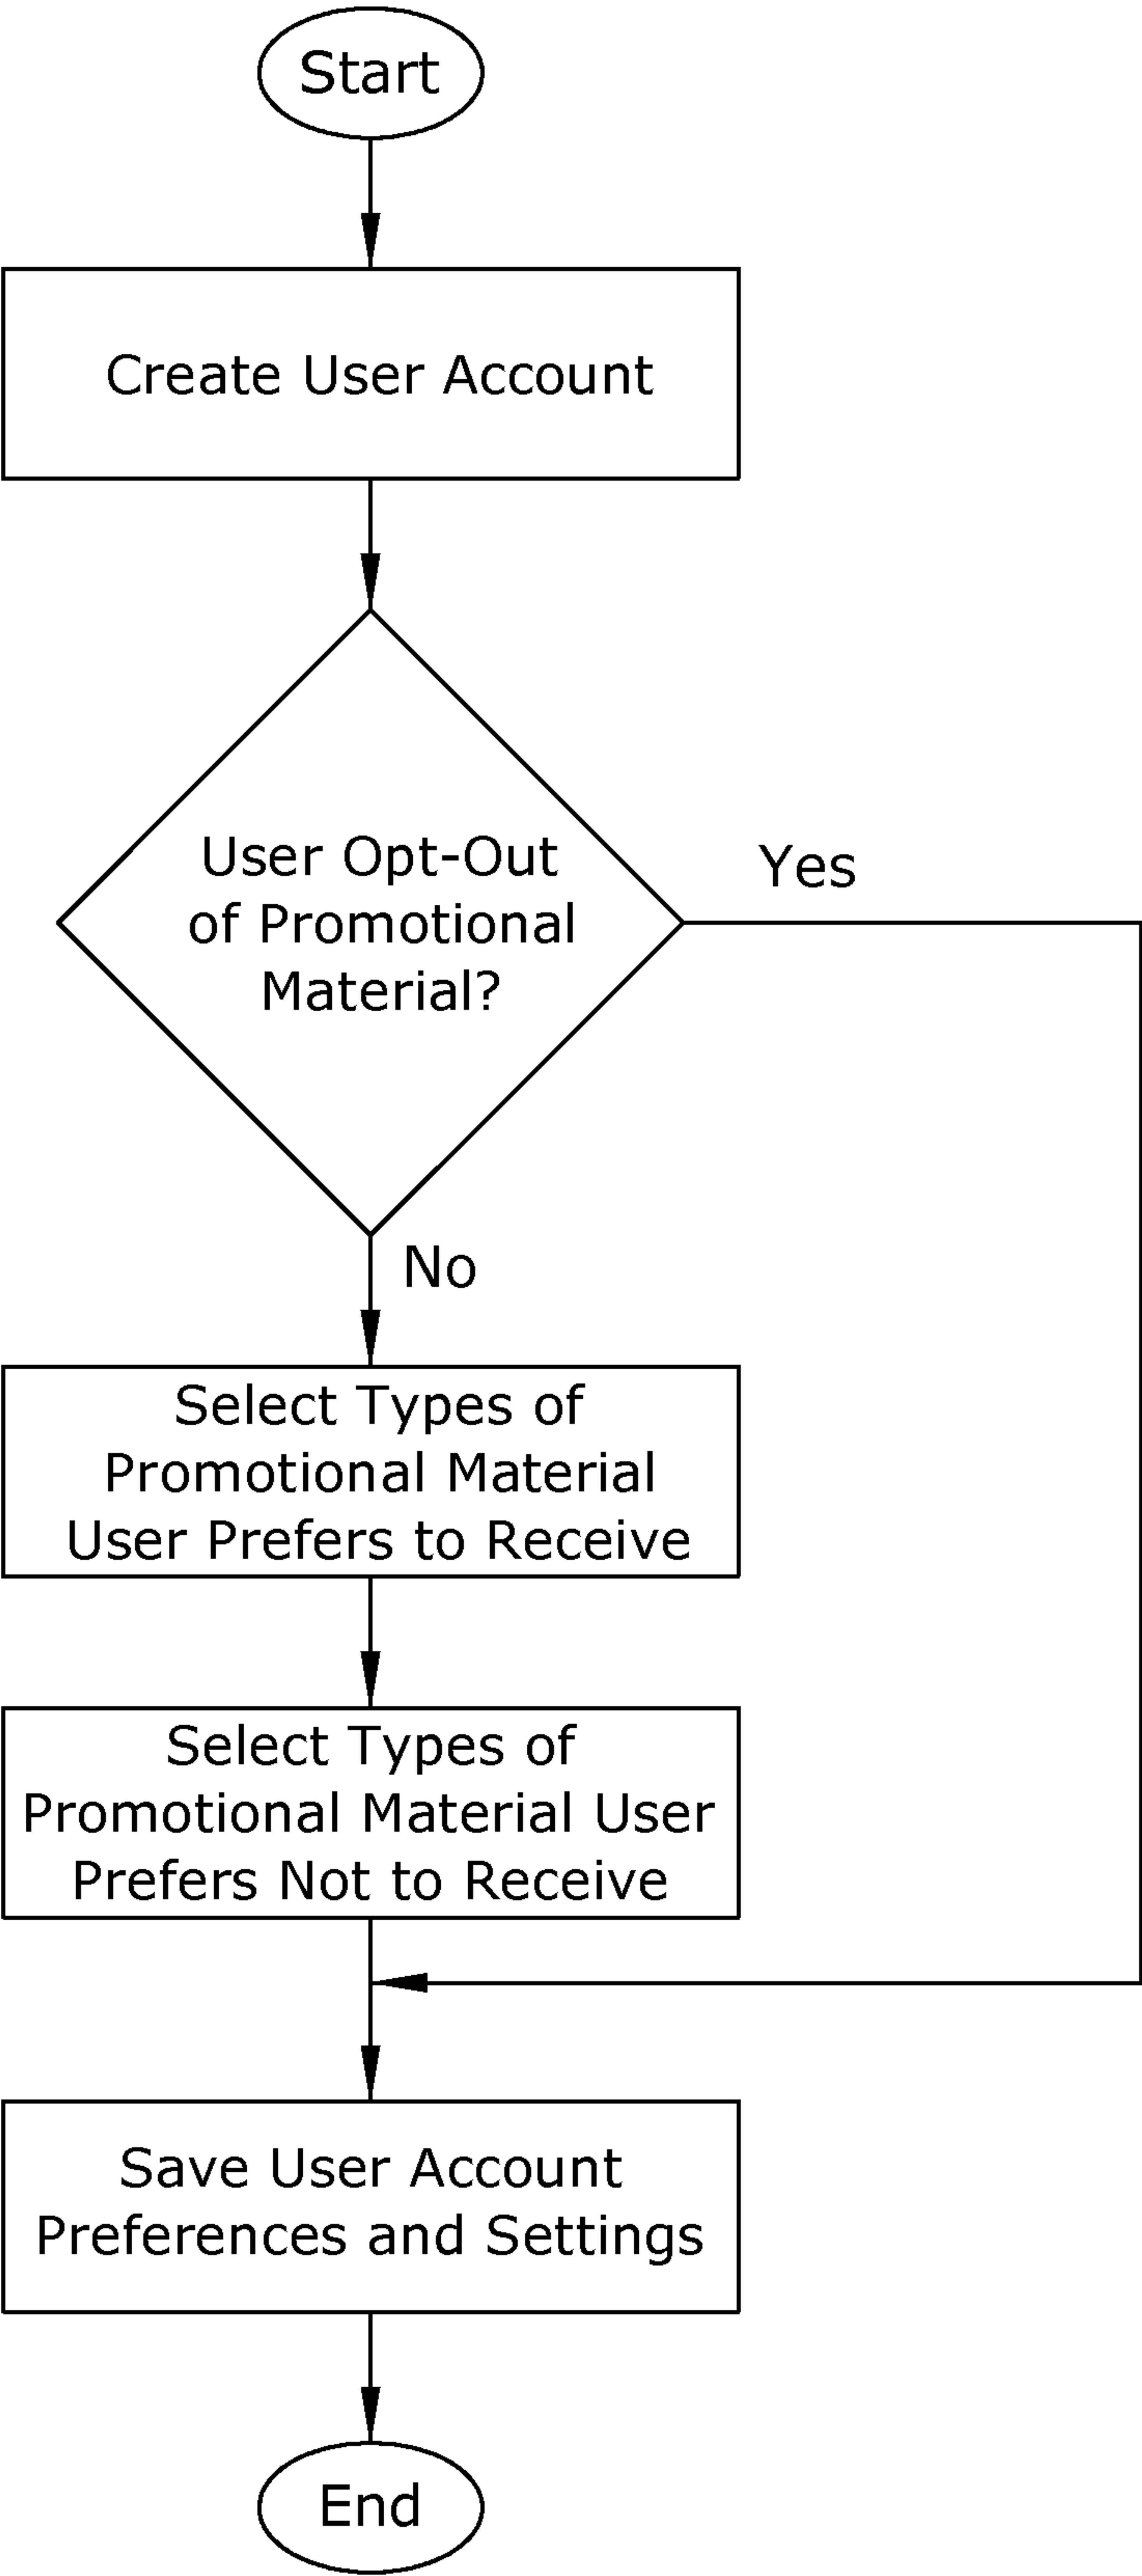 Start
Create User Account
User Opt-Out
of Promotional
Material?
Yes
No
Select Types of
Promotional Material
User Prefers to Receive
Select Types of
Promotional Material User
Prefers Not to Receive
Save User Account
Preferences and Settings
End